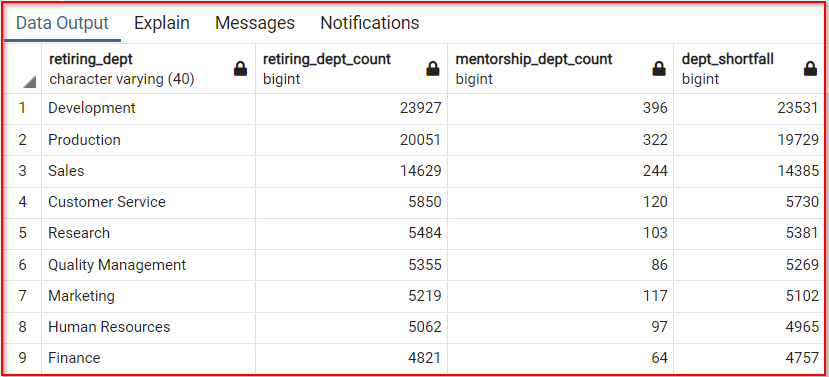 Data Output Explain Messages Notifications
retiring_dept retiring_dept_count mentorship_dept_count dept_shortfall
character varying (40) bigint bigint bigint
1 Development 23927 396 23531
2 Production 20051 322 19729
3 Sales 14629 244 14385
4 Customer Service 5850 120 5730
5 Research 5484 103 5381
6 Quality Management 5355 86 5269
7 Marketing 5219 117 5102
8 Human Resources 5062 97 4965
9 Finance 4821 64 4757